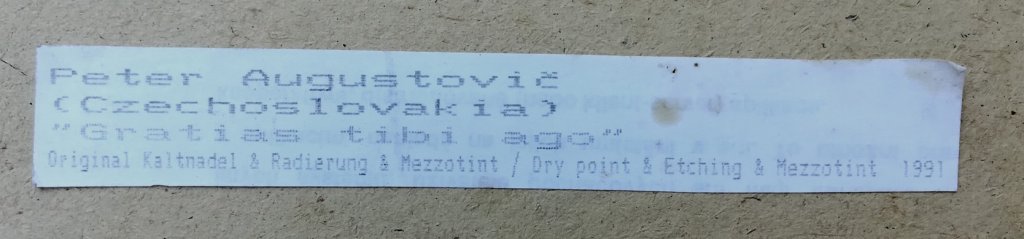 Peter Augustovič
(Czechoslovakia)
"Gratias tibi ago"
Original Kaltnadel & Radierung & Mezzotint / Dry point & Etching & Mezzotint 1991